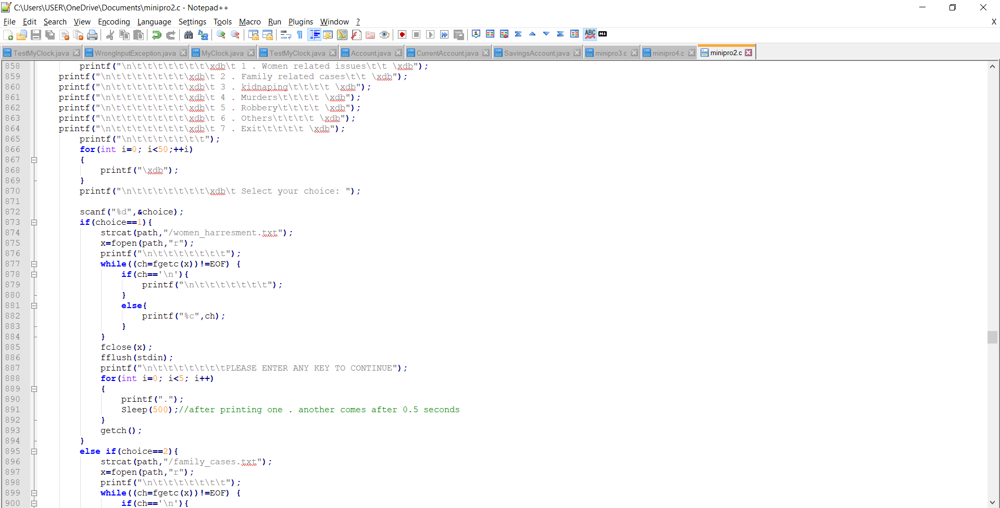 C:\Users\USER\OneDrive\Documents\minipro2.c - Notepad++
File Edit Search View Encoding Language Settings Tools Macro Run Plugins Window ? X
TestMyClock.java WrongInputException.java MyClock.java TestMyClock.java Account.java CurrentAccount.java SavingsAccount.java minipro3.c minipro4.c minipro2.c
858 printf("\n\t\t\t\t\t\t\t\xdb\t 1 . Women related issues\t\t \xdb");
859 printf("\n\t\t\t\t\t\t\t\xdb\t 2 . Family related cases\t\t \xdb");
860 printf("\n\t\t\t\t\t\t\t\xdb\t 3 . kidnaping\t\t\t\t \xdb");
861 printf("\n\t\t\t\t\t\t\t\xdb\t 4 . Murders\t\t\t\t \xdb");
862 printf("\n\t\t\t\t\t\t\t\xdb\t 5 . Robbery\t\t\t\t \xdb");
863 printf("\n\t\t\t\t\t\t\t\xdb\t 6 . Others\t\t\t\t \xdb");
864 printf("\n\t\t\t\t\t\t\t\xdb\t 7 . Exit\t\t\t\t \xdb");
865 printf("\n\t\t\t\t\t\t\t");
866 for(int i=0; i<50;++i)
867 {
868 printf("\xdb");
869 }
870 printf("\n\t\t\t\t\t\t\t\xdb\t Select your choice: ");
871
872 scanf("%d",&choice);
873 if(choice==1){
874 strcat(path,"/women_harresment.txt");
875 x=fopen(path,"r");
876 printf("\n\t\t\t\t\t\t\t");
877 while((ch=fgetc(x))!=EOF) {
878 if(ch=='\n'){
879 printf("\n\t\t\t\t\t\t\t");
880 }
881 else{
882 printf("%c",ch);
883 }
884 }
885 fclose(x);
886 fflush(stdin);
887 printf("\n\t\t\t\t\t\t\tPLEASE ENTER ANY KEY TO CONTINUE");
888 for(int i=0; i<5; i++)
889 {
890 printf(".");
891 Sleep(500);//after printing one . another comes after 0.5 seconds
892 }
893 getch();
894 }
895 else if(choice==2){
896 strcat(path,"/family_cases.txt");
897 x=fopen(path,"r");
898 printf("\n\t\t\t\t\t\t\t");
899 while((ch=fgetc(x))!=EOF) {
900 if(ch=='\n'){